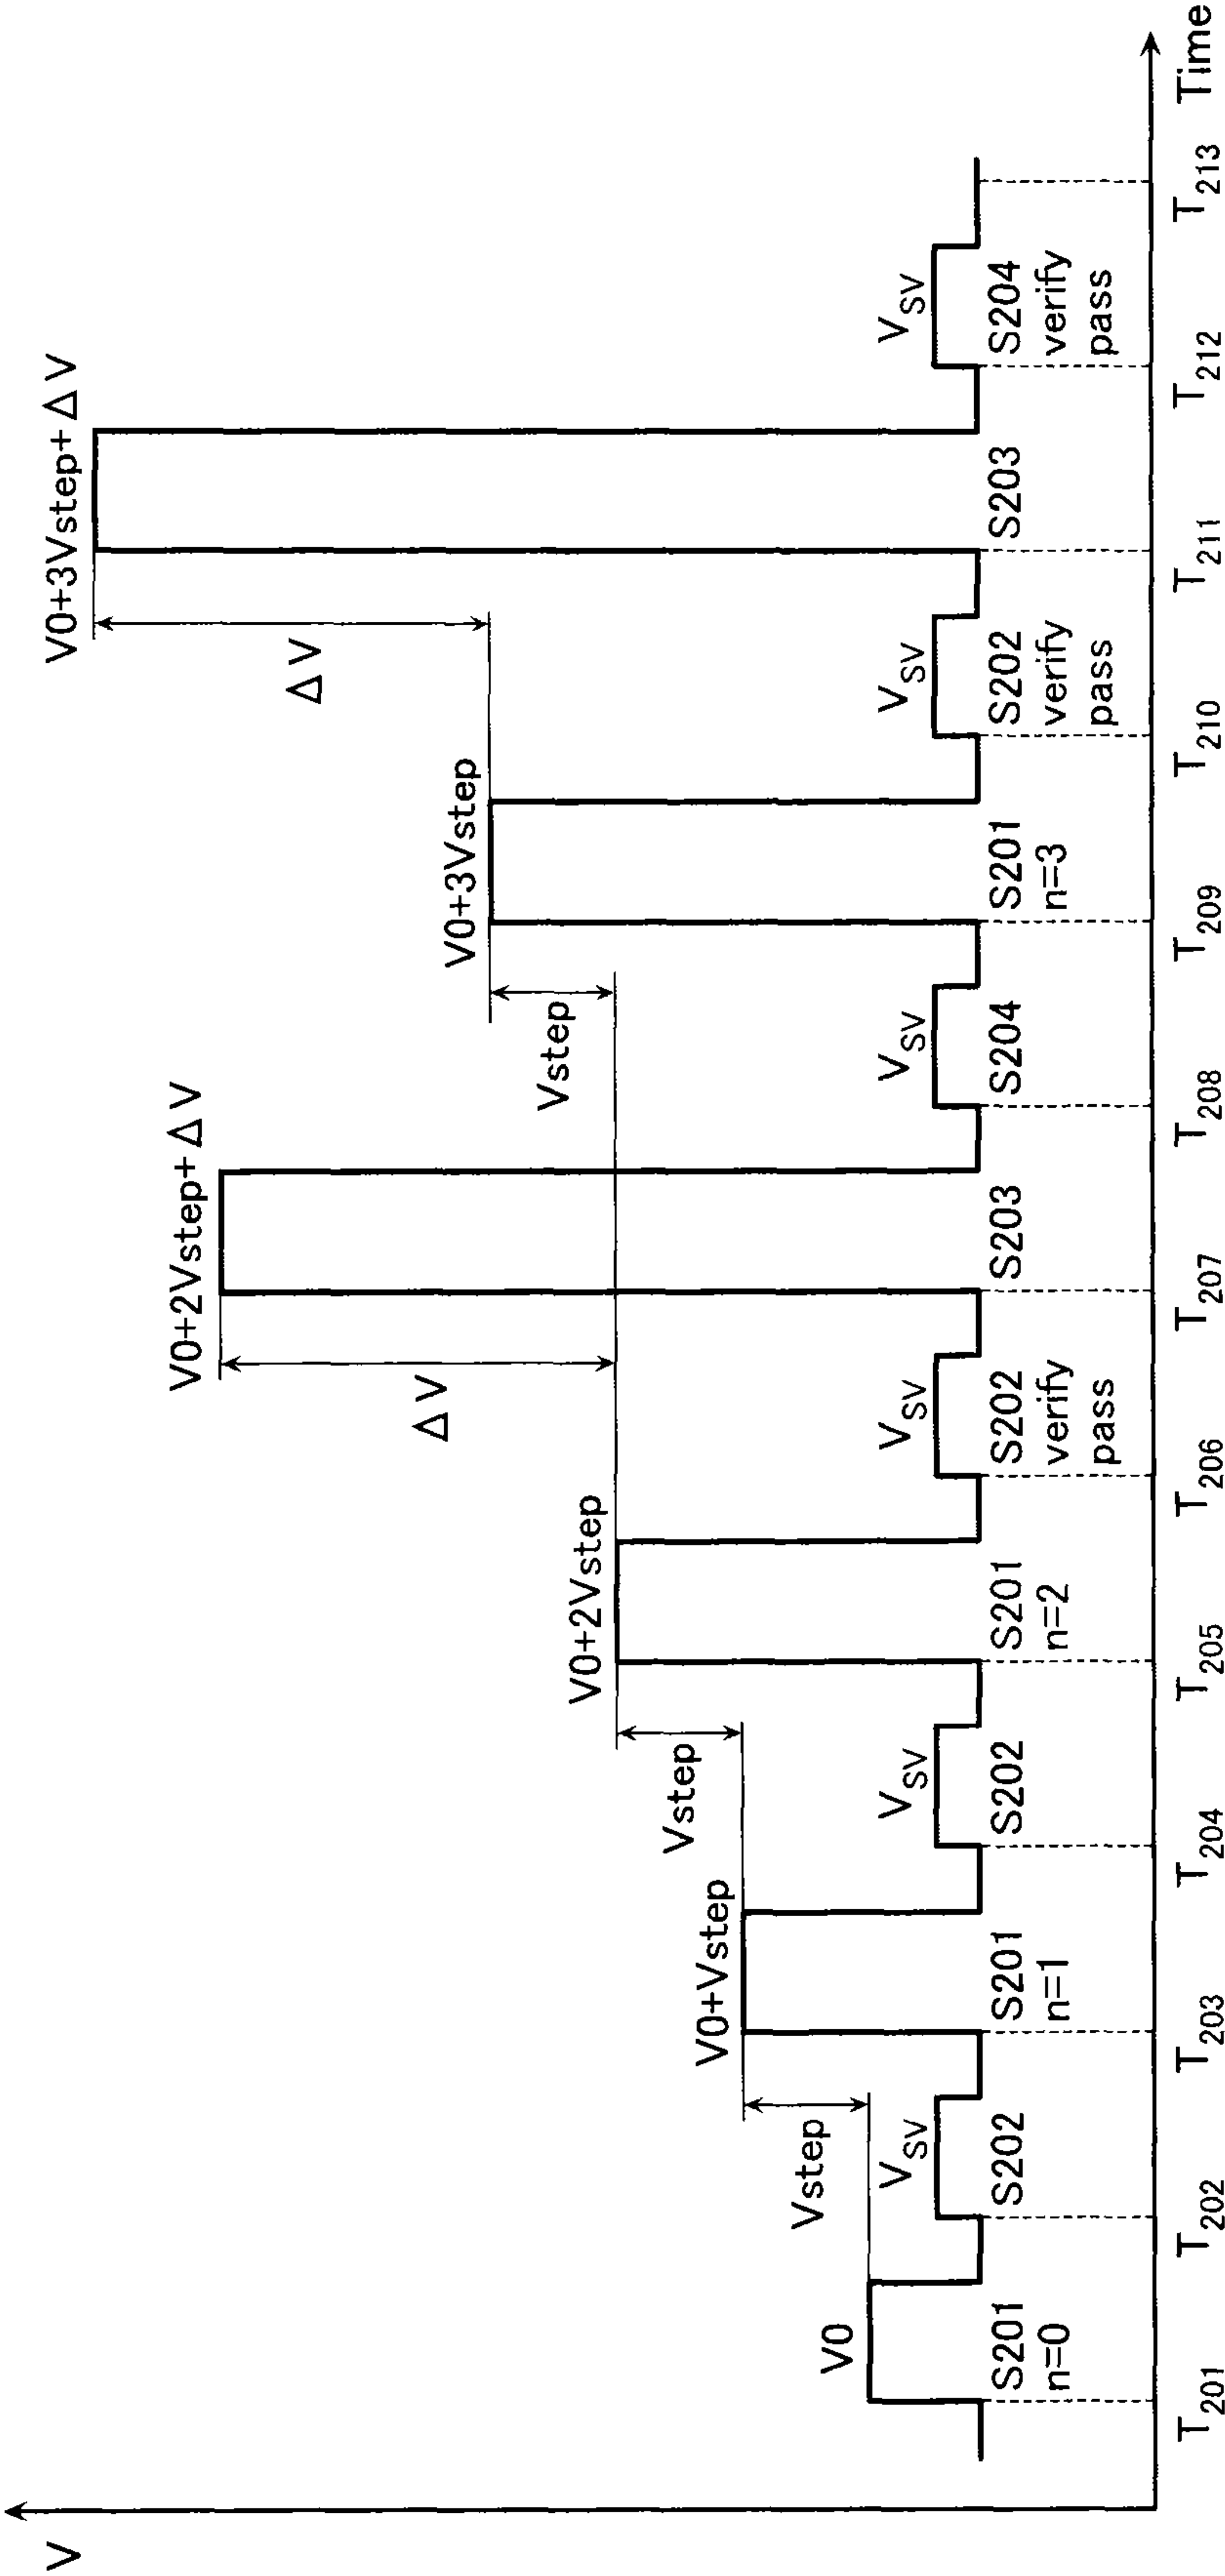 V
V0+3Vstep+ΔV
V0+2Vstep+ΔV
ΔV
ΔV
V0+3Vstep
Vstep
V0+2Vstep
Vstep
V0+Vstep
Vstep
V0
VSV
VSV
VSV
VSV
VSV
VSV
S201
n=0
S202
S201
n=1
S202
S201
n=2
S202
verify
pass
S203
S204
S201
n=3
S202
verify
pass
S203
S204
verify
pass
T201
T202
T203
T204
T205
T206
T207
T208
T209
T210
T211
T212
T213
Time